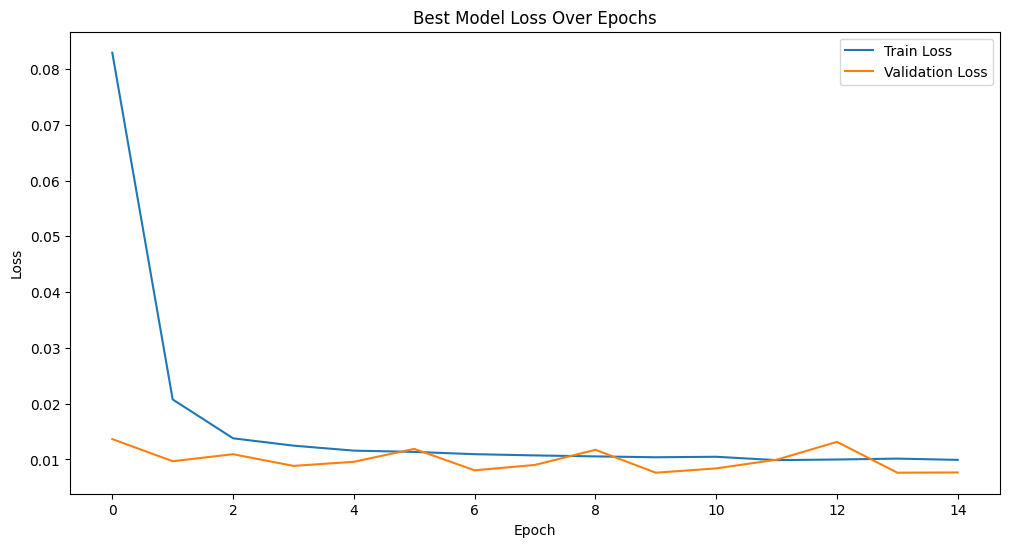 Best Model Loss Over Epochs
Train Loss
Validation Loss
Loss
0.08
0.07
0.06
0.05
0.04
0.03
0.02
0.01
0 2 4 6 8 10 12 14
Epoch